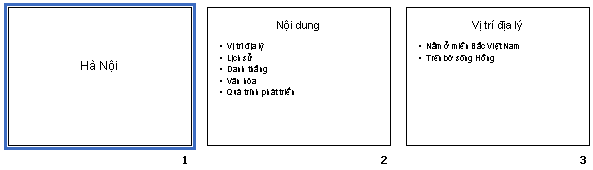 Hà Nội
1
Nội dung
• Vị trí địa lý
• Lịch sử
• Danh thắng
• Văn hóa
• Quá trình phát triển
2
Vị trí địa lý
• Nằm ở miền Bắc Việt Nam
• Trên bờ sông Hồng
3